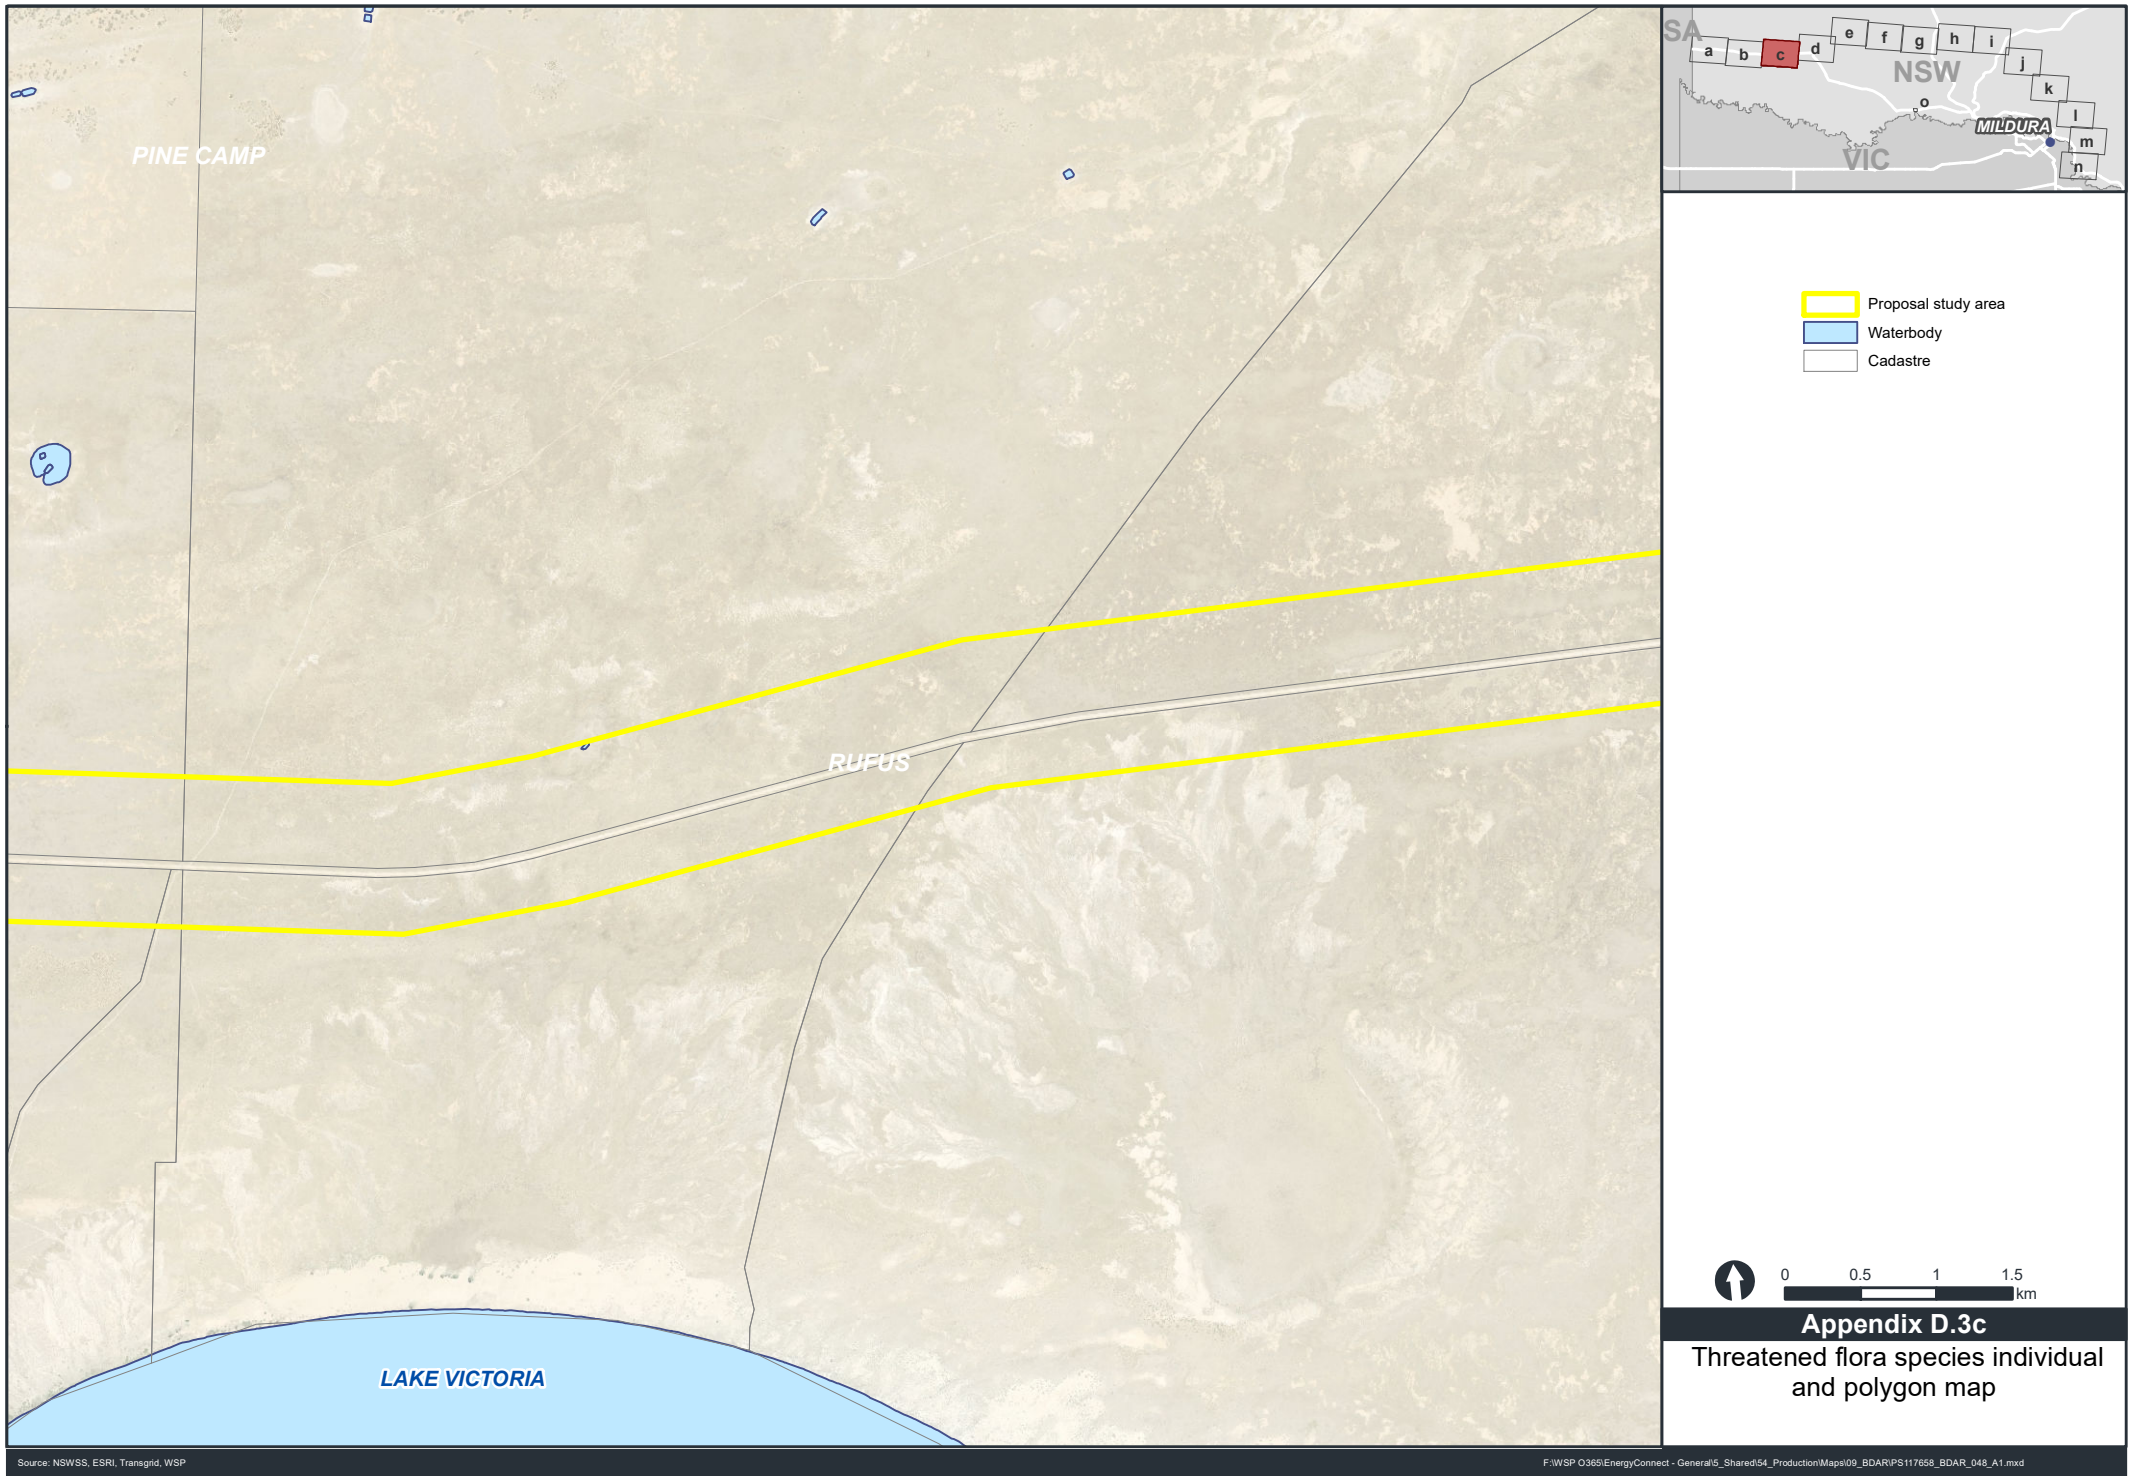 PINE CAMP
RUFUS
LAKE VICTORIA
SA
a
b
c
d
e
f
g
h
i
j
k
l
m
n
o
NSW
MILDURA
VIC
Proposal study area
Waterbody
Cadastre
0 0.5 1 1.5
km
Appendix D.3c
Threatened flora species individual
and polygon map
Source: NSWSS, ESRI, Transgrid, WSP
F:\WSP O365\EnergyConnect - General\5_Shared\54_Production\Maps\09_BDAR\PS117658_BDAR_048_A1.mxd